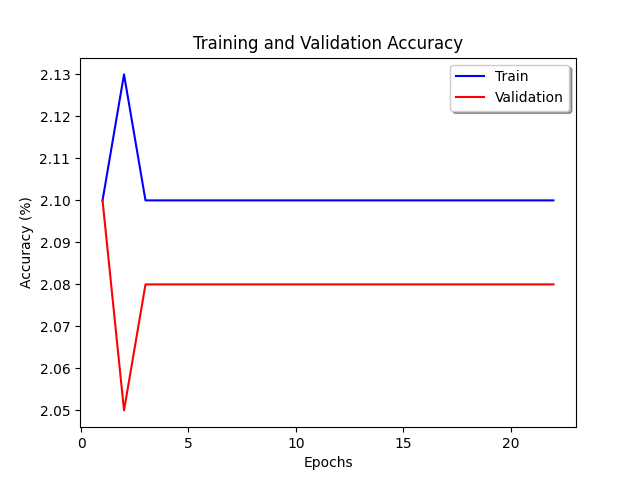 Training and Validation Accuracy
Train
Validation
Accuracy (%)
2.13
2.12
2.11
2.10
2.09
2.08
2.07
2.06
2.05
0 5 10 15 20
Epochs